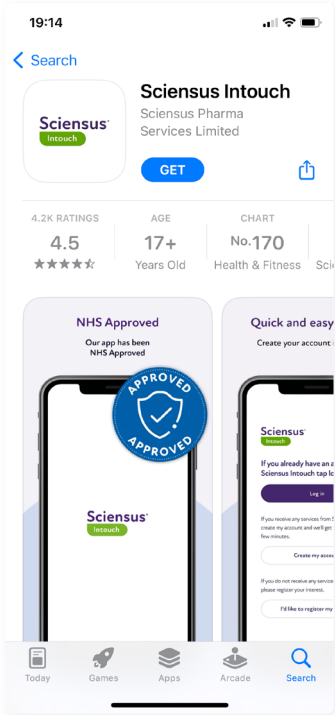 19:14
Search
Sciensus
Intouch
Sciensus Intouch
Sciensus Pharma
Services Limited
GET
4.2K RATINGS
4.5
AGE
17+
Years Old
CHART
No.170
Health & Fitness
NHS Approved
Our app has been
NHS Approved
APPROVED
APPROVED
Sciensus
Intouch
Quick and easy
Create your account
Sciensus
Intouch
If you already have an
Sciensus Intouch tap
Log in
If you receive any services from
create my account and we'll get
few minutes.
Create my
If you do not receive any service
please register your interest.
I'd like to register my
Today
Games
Apps
Arcade
Search